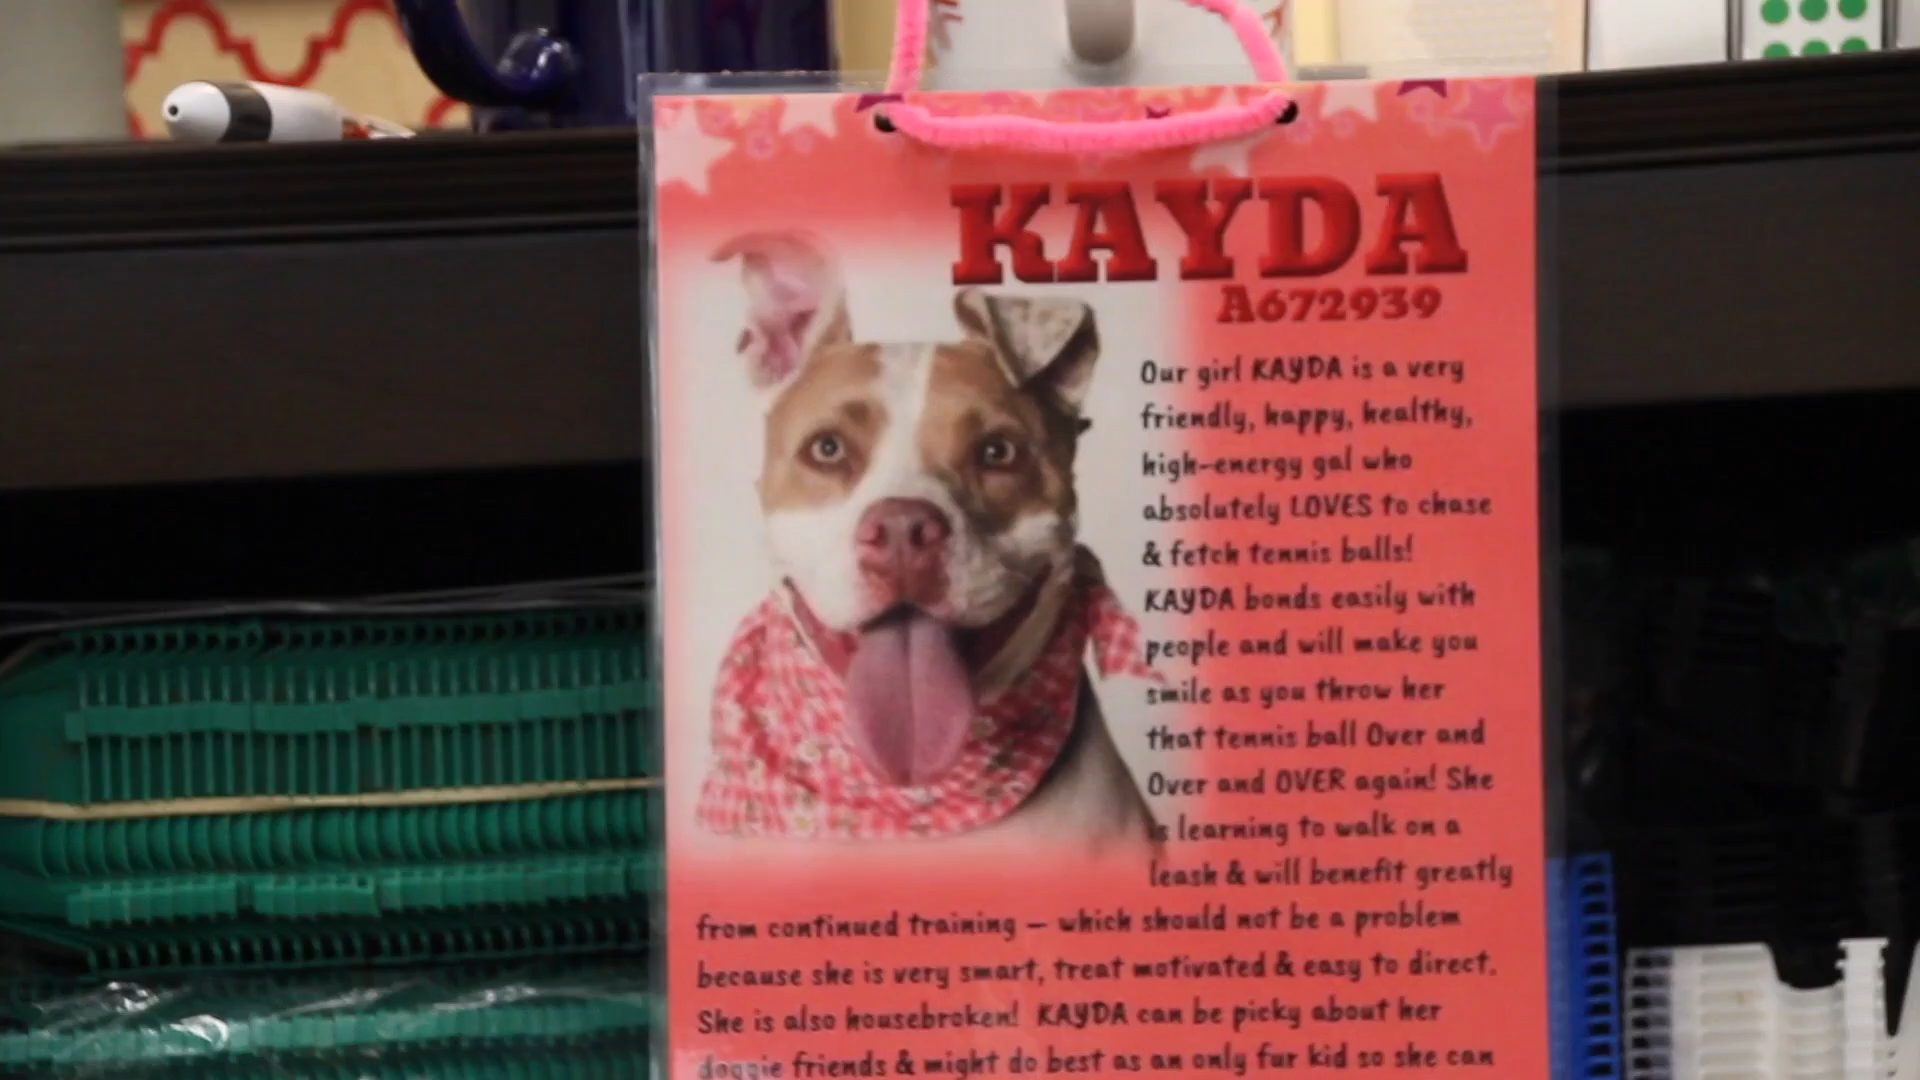 KAYDA
A672939
Our girl KAYDA is a very
friendly, happy, healthy,
high-energy gal who
absolutely LOVES to chase
& fetch tennis balls!
KAYDA bonds easily with
people and will make you
smile as you throw her
that tennis ball Over and
Over and OVER again! She
is learning to walk on a
leash & will benefit greatly
from continued training – which should not be a problem
because she is very smart, treat motivated & easy to direct.
She is also housebroken! KAYDA can be picky about her
doggie friends & might do best as an only fur kid so she can